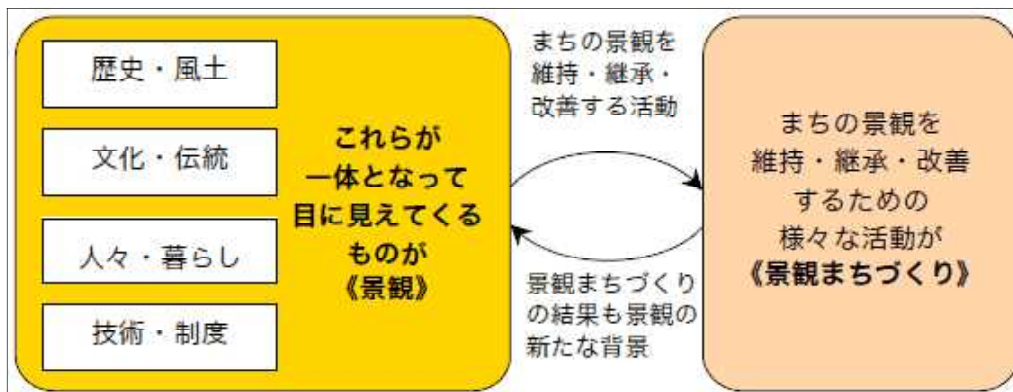 歴史・風土
文化・伝統
人々・暮らし
技術・制度
これらが
一体となって
目に見えてくる
ものが
《景観》
まちの景観を
維持・継承・
改善する活動
景観まちづくり
の結果も景観の
新たな背景
まちの景観を
維持・継承・改善
するための
様々な活動が
《景観まちづくり》